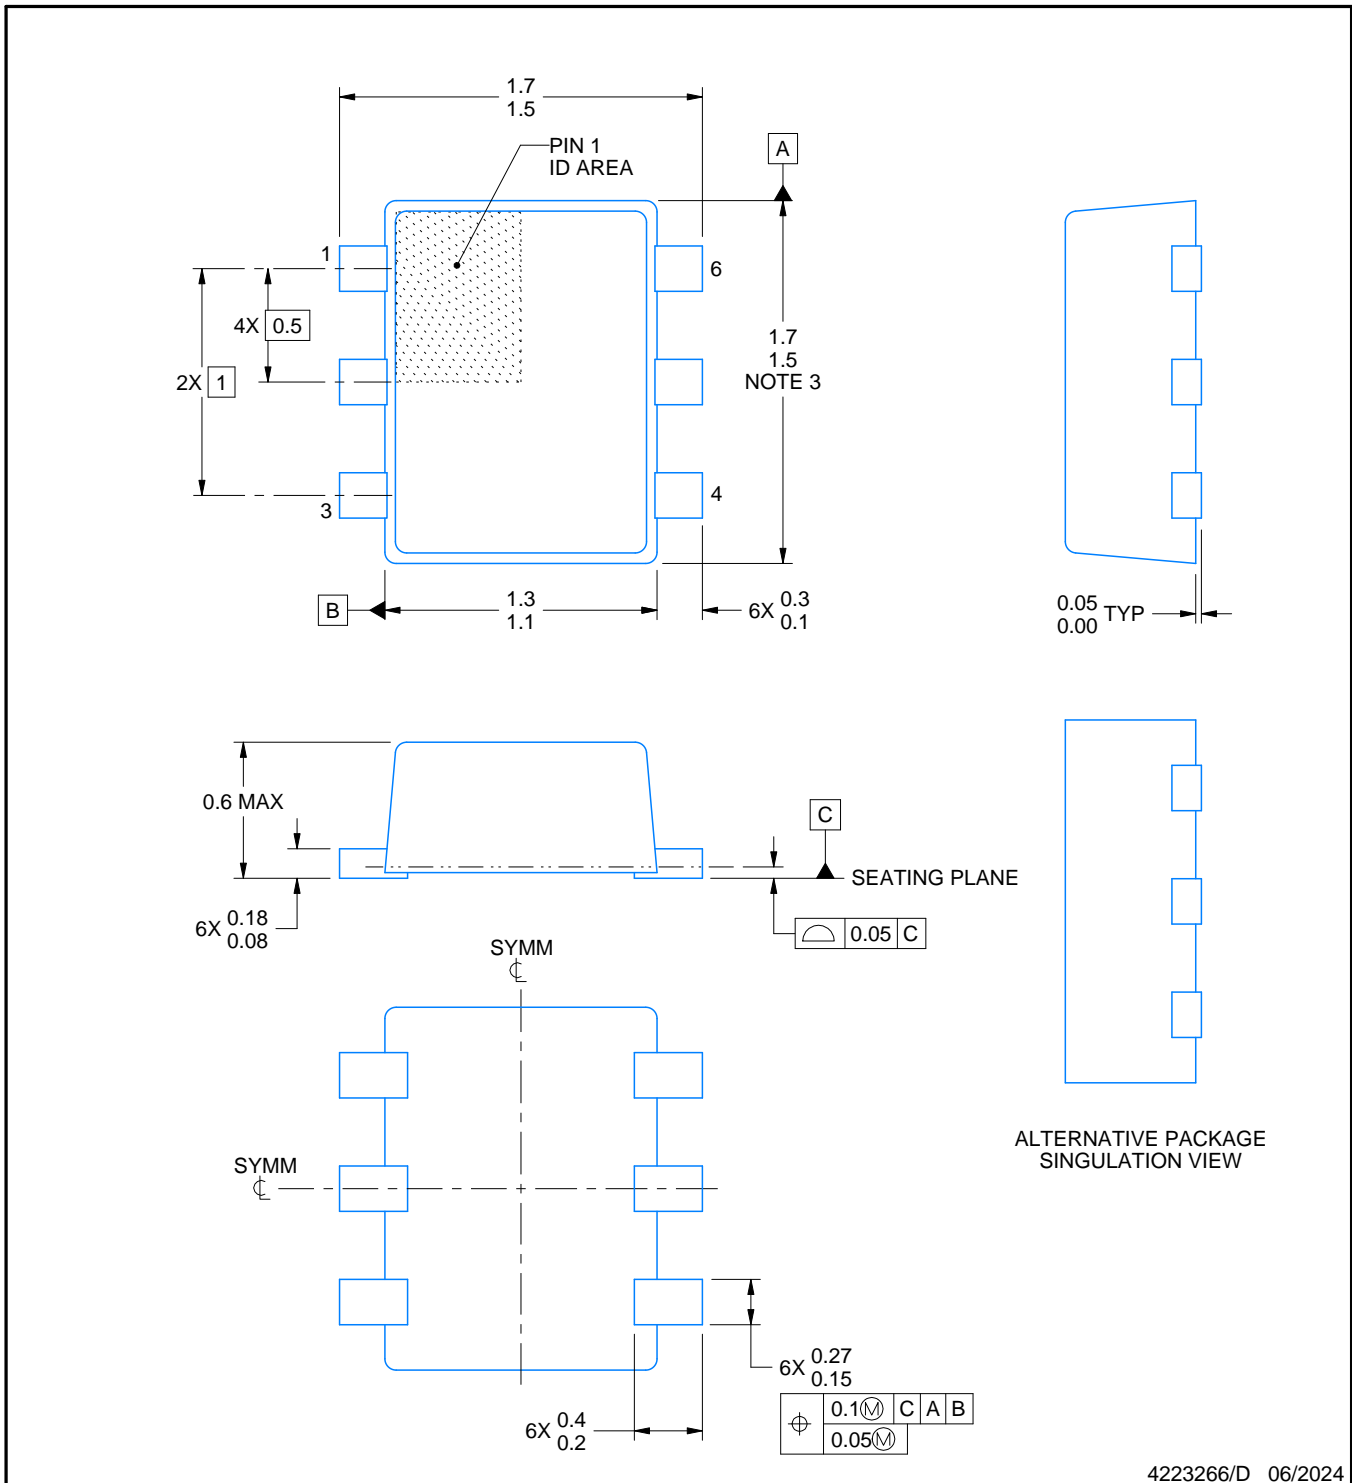 1.7
1.5
PIN 1
ID AREA
A
1
6
4X 0.5
1.7
1.5
NOTE 3
2X 1
3
4
B
1.3
1.1
6X 0.3
0.1
0.05
0.00 TYP
0.6 MAX
C
SEATING PLANE
6X 0.18
0.08
0.05 C
SYMM
℄
SYMM
℄
ALTERNATIVE PACKAGE
SINGULATION VIEW
6X 0.27
0.15
0.1Ⓜ C A B
0.05Ⓜ
6X 0.4
0.2
4223266/D 06/2024